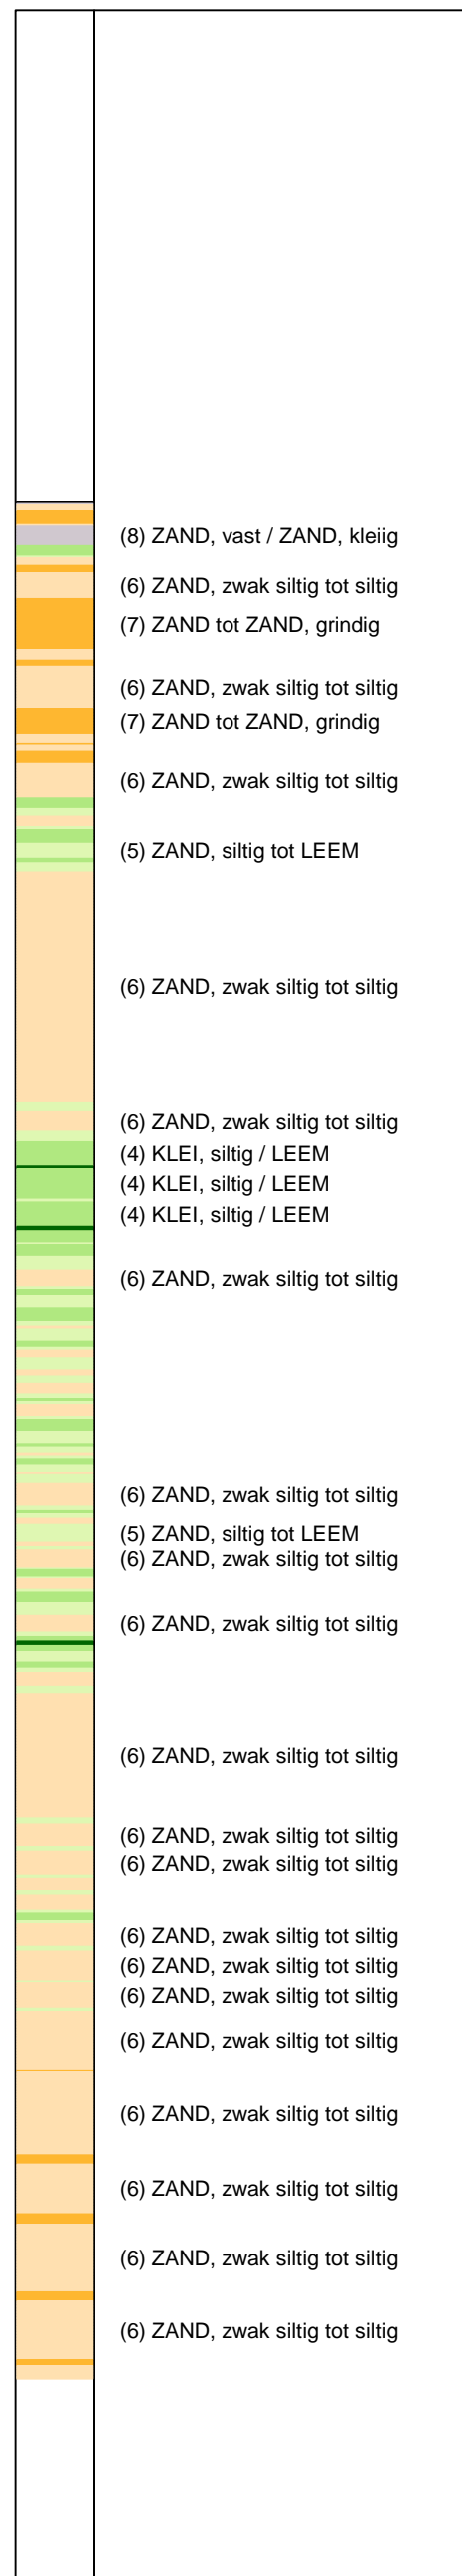 (8) ZAND, vast / ZAND, kleiig
(6) ZAND, zwak siltig tot siltig
(7) ZAND tot ZAND, grindig
(6) ZAND, zwak siltig tot siltig
(7) ZAND tot ZAND, grindig
(6) ZAND, zwak siltig tot siltig
(5) ZAND, siltig tot LEEM
(6) ZAND, zwak siltig tot siltig
(6) ZAND, zwak siltig tot siltig
(4) KLEI, siltig / LEEM
(4) KLEI, siltig / LEEM
(4) KLEI, siltig / LEEM
(6) ZAND, zwak siltig tot siltig
(6) ZAND, zwak siltig tot siltig
(5) ZAND, siltig tot LEEM
(6) ZAND, zwak siltig tot siltig
(6) ZAND, zwak siltig tot siltig
(6) ZAND, zwak siltig tot siltig
(6) ZAND, zwak siltig tot siltig
(6) ZAND, zwak siltig tot siltig
(6) ZAND, zwak siltig tot siltig
(6) ZAND, zwak siltig tot siltig
(6) ZAND, zwak siltig tot siltig
(6) ZAND, zwak siltig tot siltig
(6) ZAND, zwak siltig tot siltig
(6) ZAND, zwak siltig tot siltig
(6) ZAND, zwak siltig tot siltig
(6) ZAND, zwak siltig tot siltig